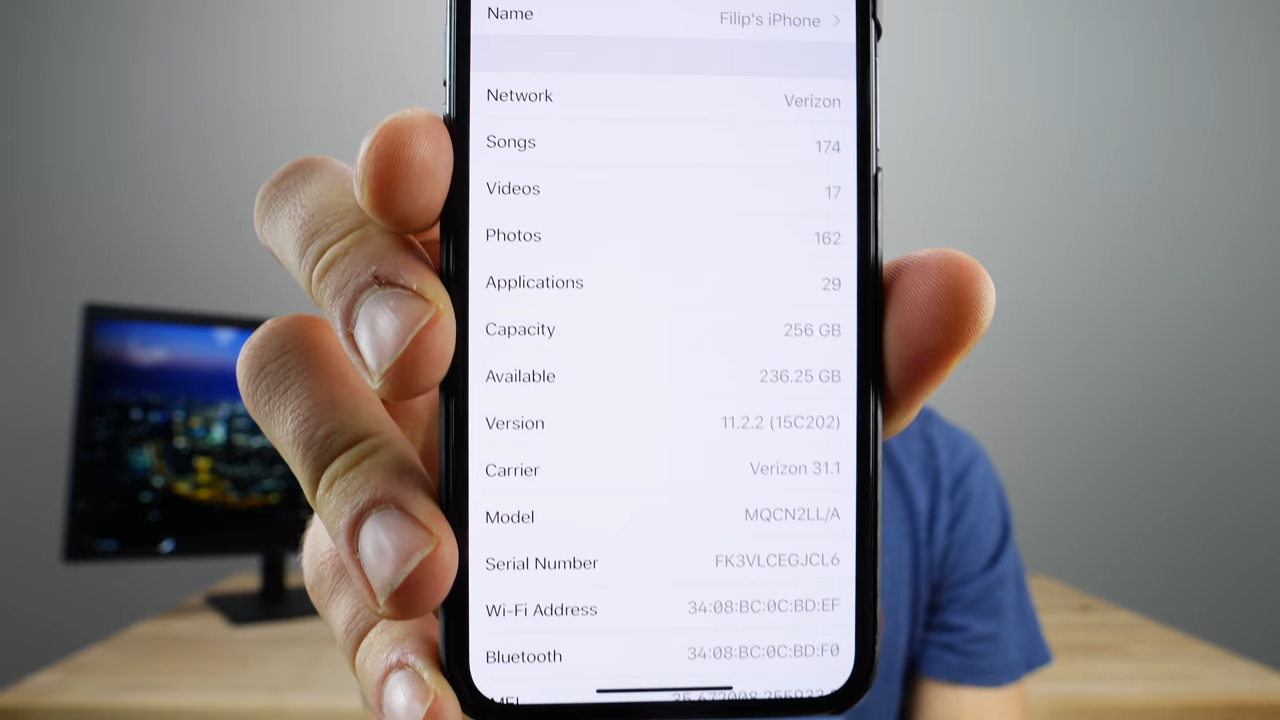 Name Filip's iPhone
Network Verizon
Songs 174
Videos 17
Photos 162
Applications 29
Capacity 256 GB
Available 236.25 GB
Version 11.2.2 (15C202)
Carrier Verizon 31.1
Model MQCN2LL/A
Serial Number FK3VLCEGJCL6
Wi-Fi Address 34:08:BC:0C:BD:EF
Bluetooth 34:08:BC:0C:BD:F0